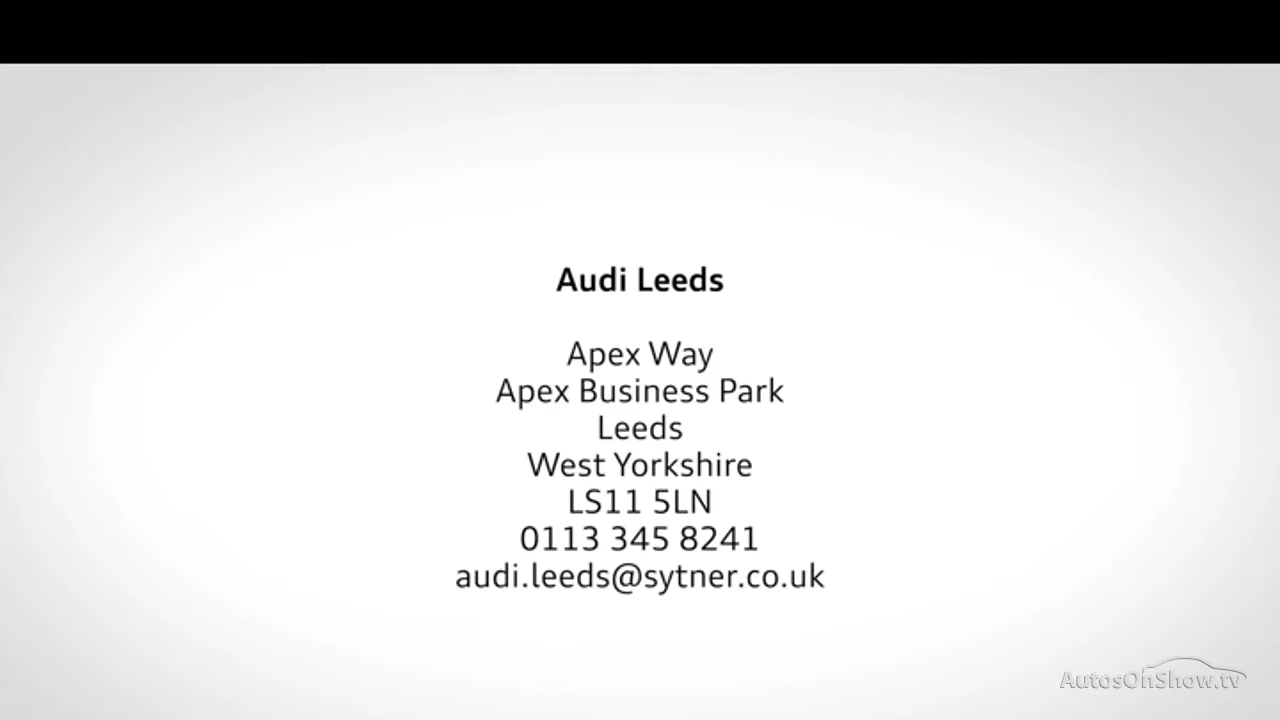 Audi Leeds
Apex Way
Apex Business Park
Leeds
West Yorkshire
LS11 5LN
0113 345 8241
audi.leeds@sytner.co.uk
AutosOnShow.tv